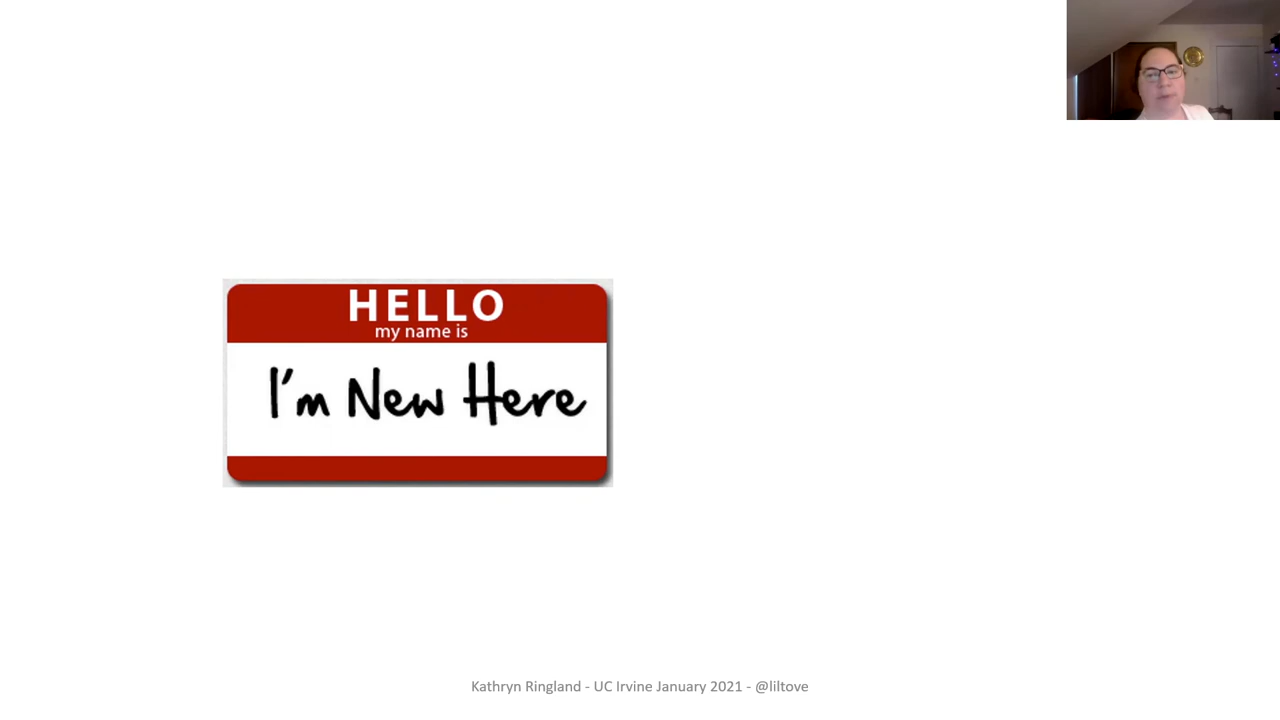 HELLO
my name is
I'm New Here
Kathryn Ringland - UC Irvine January 2021 - @liltove